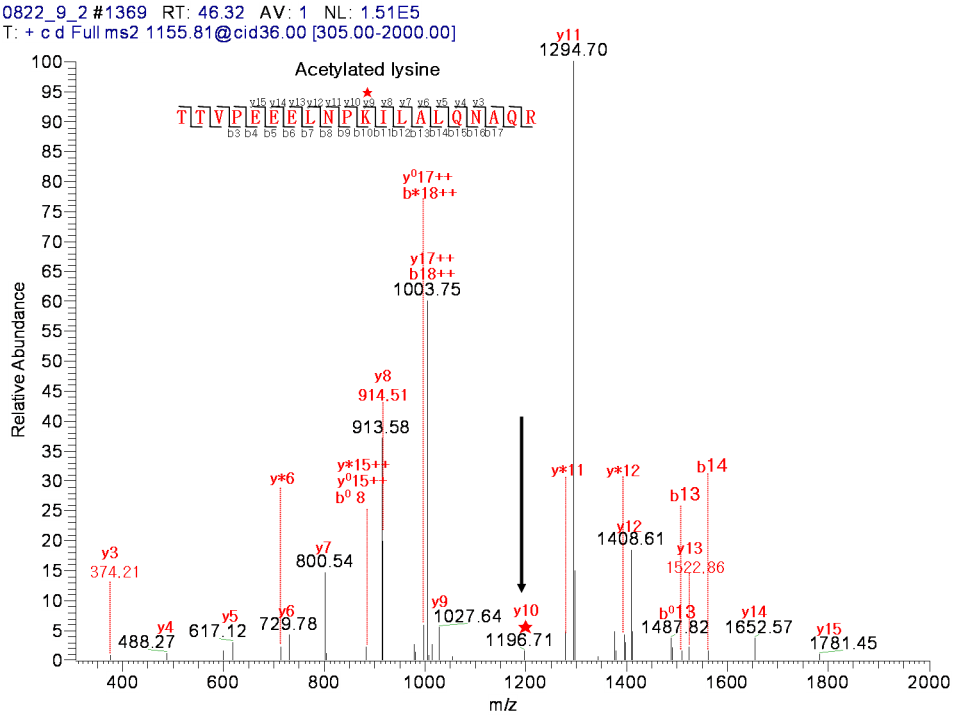 0822_9_2 #1369 RT: 46.32 AV: 1 NL: 1.51E5
T: + c d Full ms2 1155.81@cid36.00 [305.00-2000.00]
y11
1294.70
Acetylated lysine
y15 y14 y13 y12 y11 y10 y9 y8 y7 y6 y5 y4 y3
T T V P E E E L N P K I L A L Q N A Q R
b3 b4 b5 b6 b7 b8 b9 b10 b11 b12 b13 b14 b15 b16 b17
y⁰17++
b*18++
y17++
b18++
1003.75
y8
914.51
913.58
y*6
y*15++
y⁰15++
b⁰ 8
y*11
y*12
b13
b14
y3
374.21
y4
488.27
y5
617.12
y6
729.78
y7
800.54
y9
1027.64
y10
1196.71
y12
1408.61
y13
1522.86
b⁰13
1487.82
y14
1652.57
y15
1781.45
100
95
90
85
80
75
70
65
60
55
50
45
40
35
30
25
20
15
10
5
0
Relative Abundance
400 600 800 1000 1200 1400 1600 1800 2000
m/z